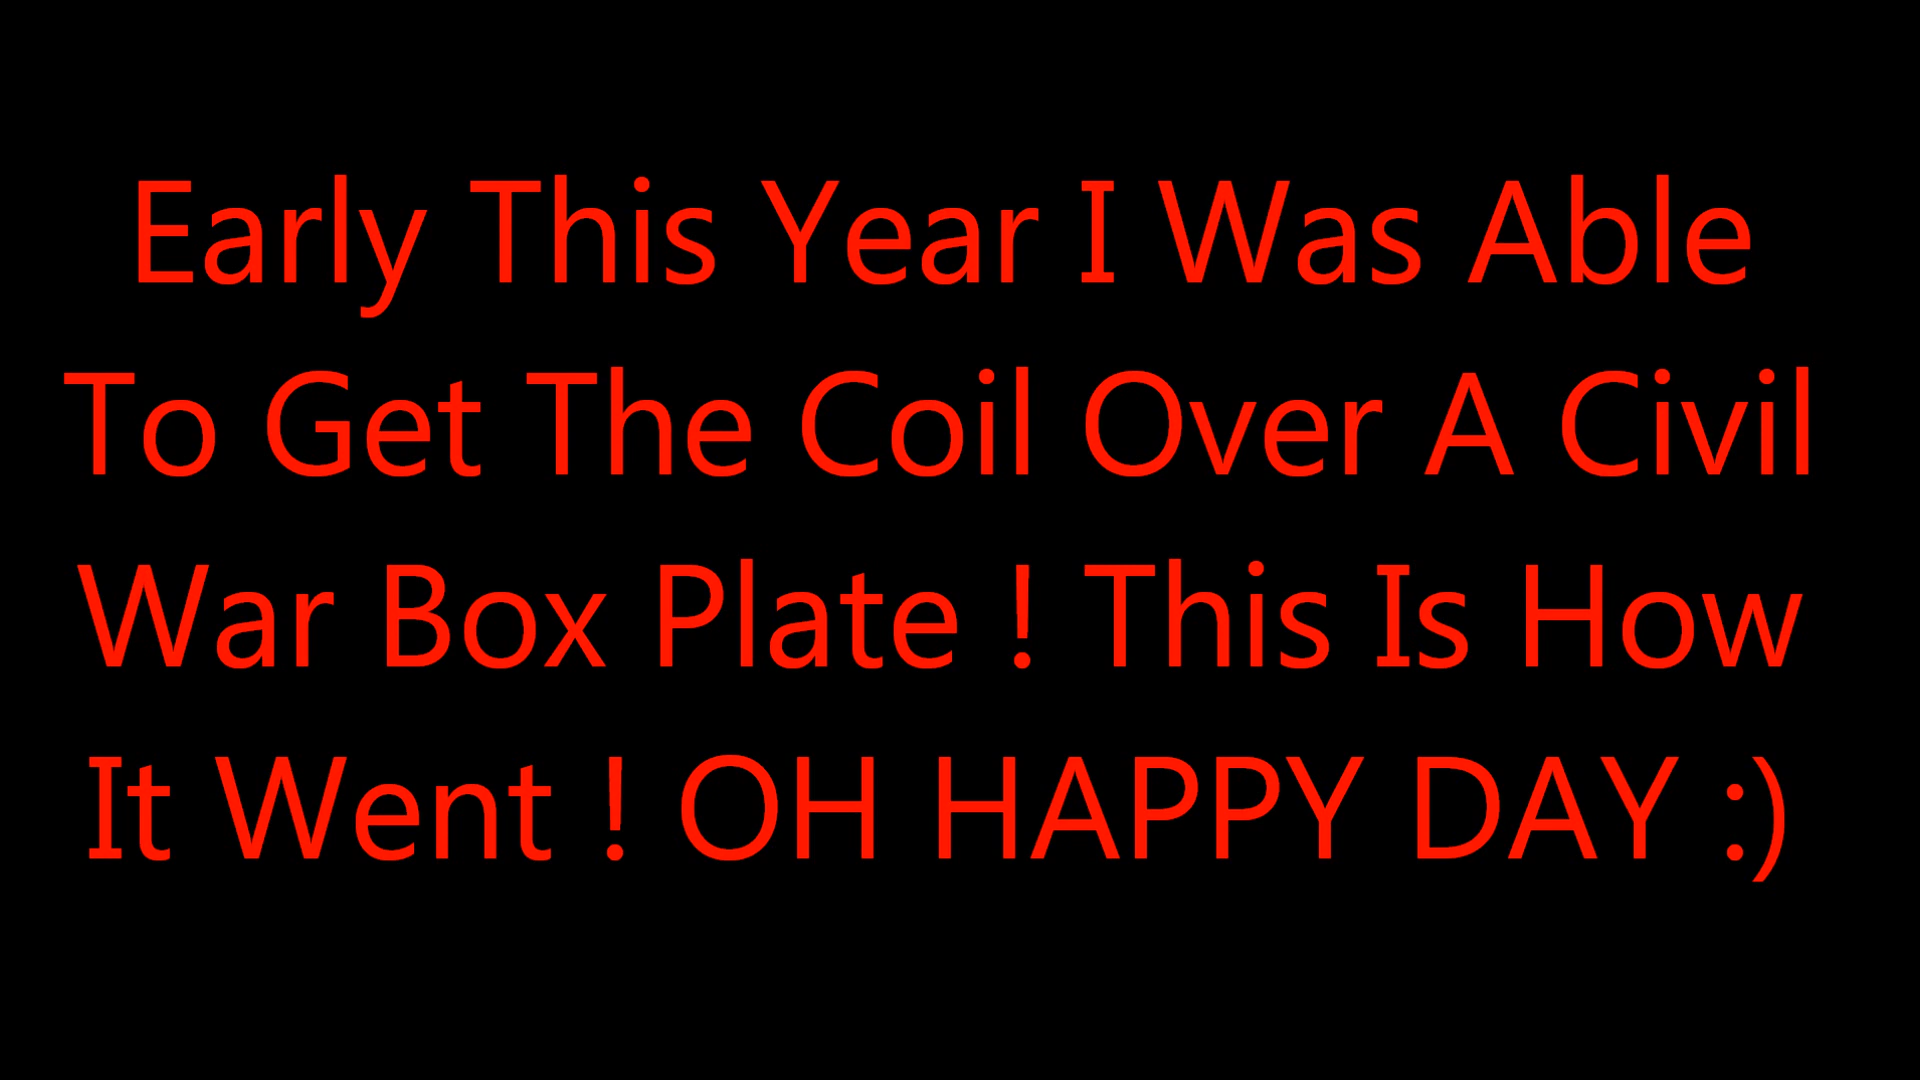 Early This Year I Was Able
To Get The Coil Over A Civil
War Box Plate ! This Is How
It Went ! OH HAPPY DAY :)